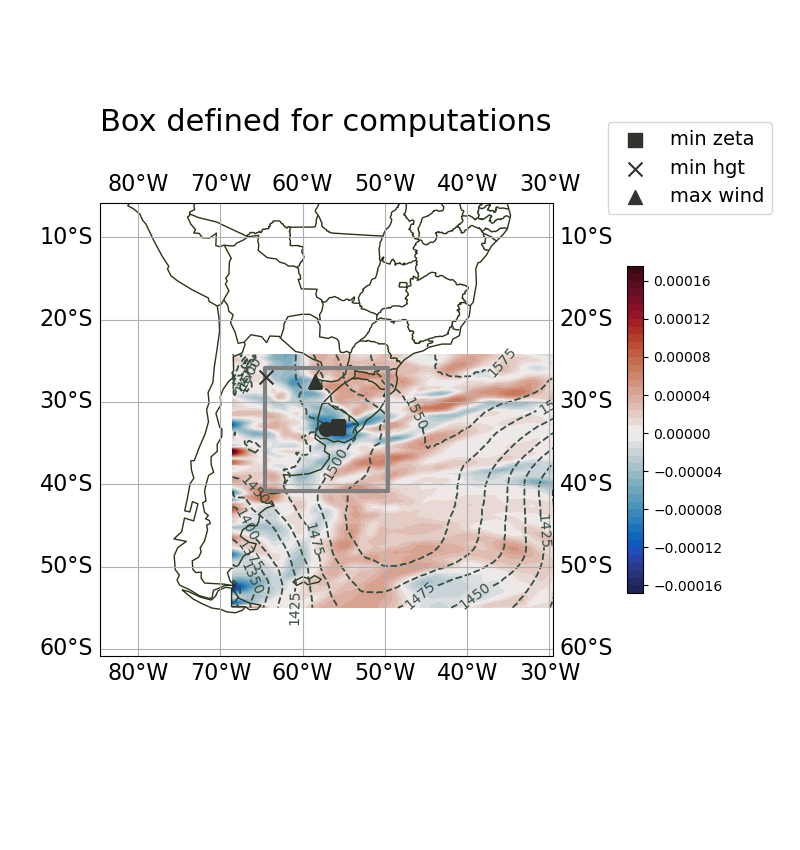 Box defined for computations
min zeta
min hgt
max wind
80°W 70°W 60°W 50°W 40°W 30°W
10°S 10°S
20°S 20°S
30°S 30°S
40°S 40°S
50°S 50°S
60°S 60°S
80°W 70°W 60°W 50°W 40°W 30°W
0.00016
0.00012
0.00008
0.00004
0.00000
−0.00004
−0.00008
−0.00012
−0.00016
1575
1550
15
1500
1450
1400
1375
1350
1475
1425
1425
1475
1450